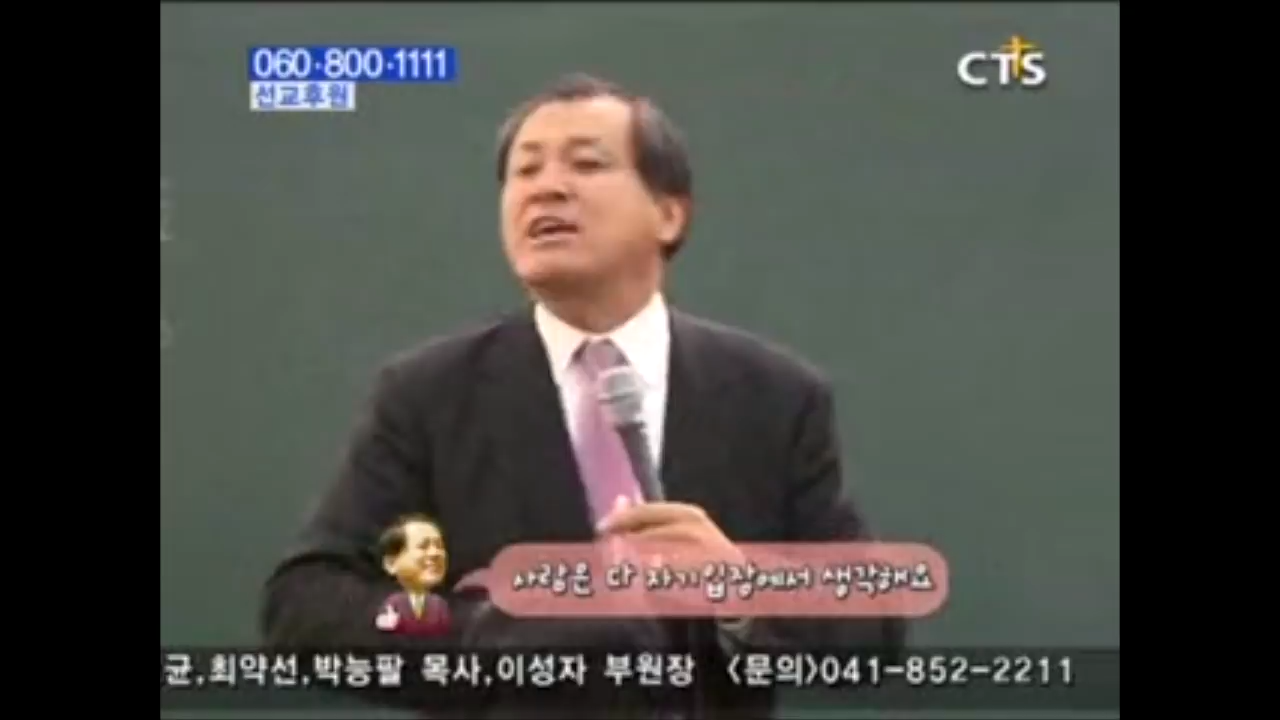 060·800·1111
CTS
선교후원
사람은 다 자기입장에서 생각해요
균,최약선,박능팔 목사,이성자 부원장 〈문의〉041-852-2211